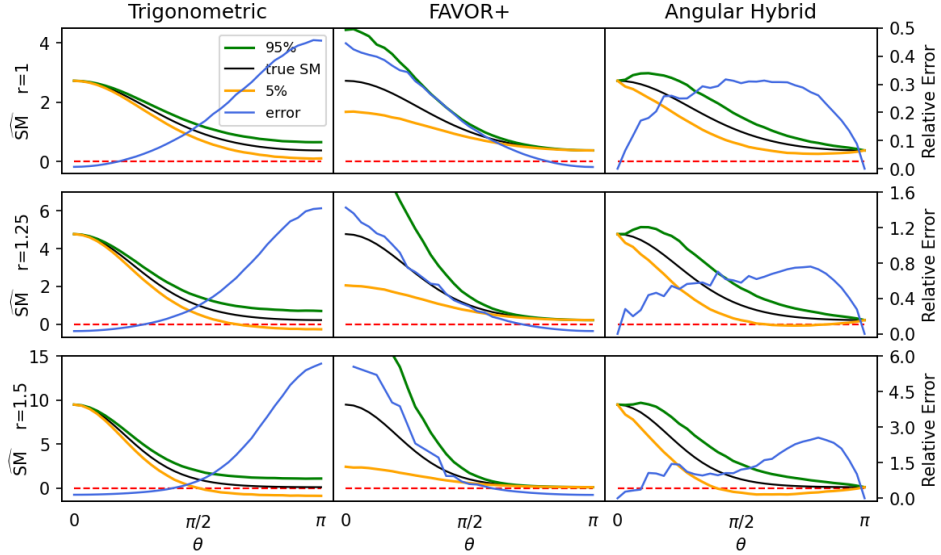 Trigonometric FAVOR+ Angular Hybrid
4
2
0
SM r=1
95%
true SM
5%
error
0.5
0.4
0.3
0.2
0.1
0.0
Relative Error
6
4
2
0
SM r=1.25
1.6
1.2
0.8
0.4
0.0
Relative Error
15
10
5
0
SM r=1.5
6.0
4.5
3.0
1.5
0.0
Relative Error
0 π/2 π 0 π/2 π 0 π/2 π
θ θ θ